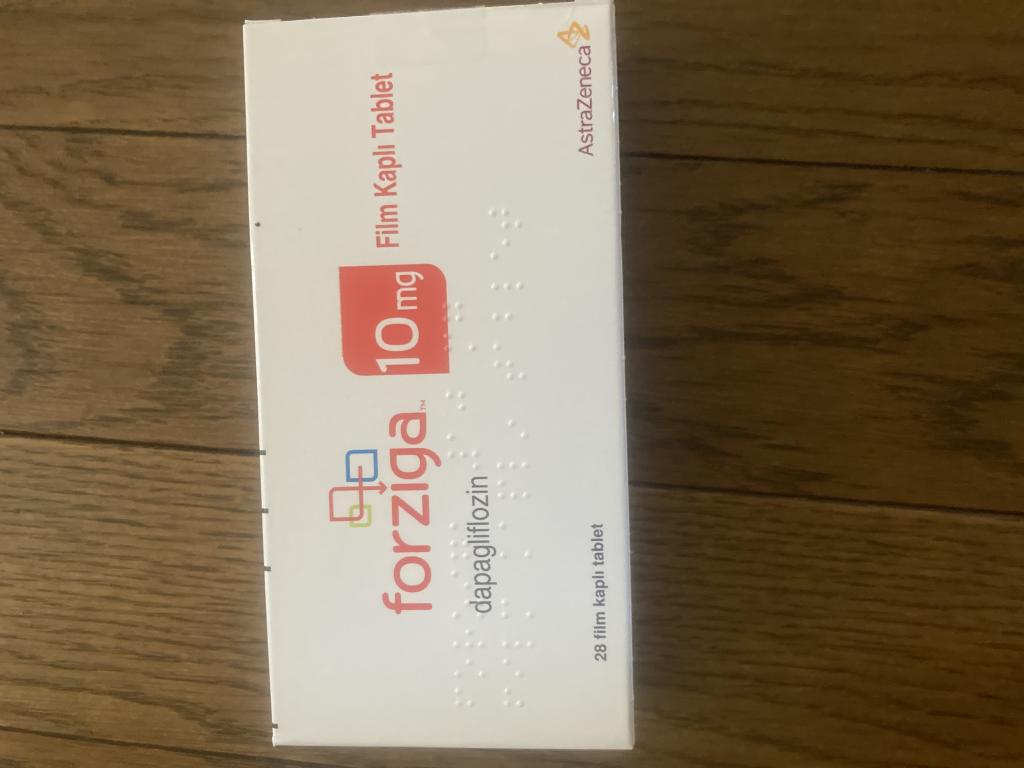 forziga™ 10 mg Film Kaplı Tablet
dapagliflozin
28 film kaplı tablet
AstraZeneca